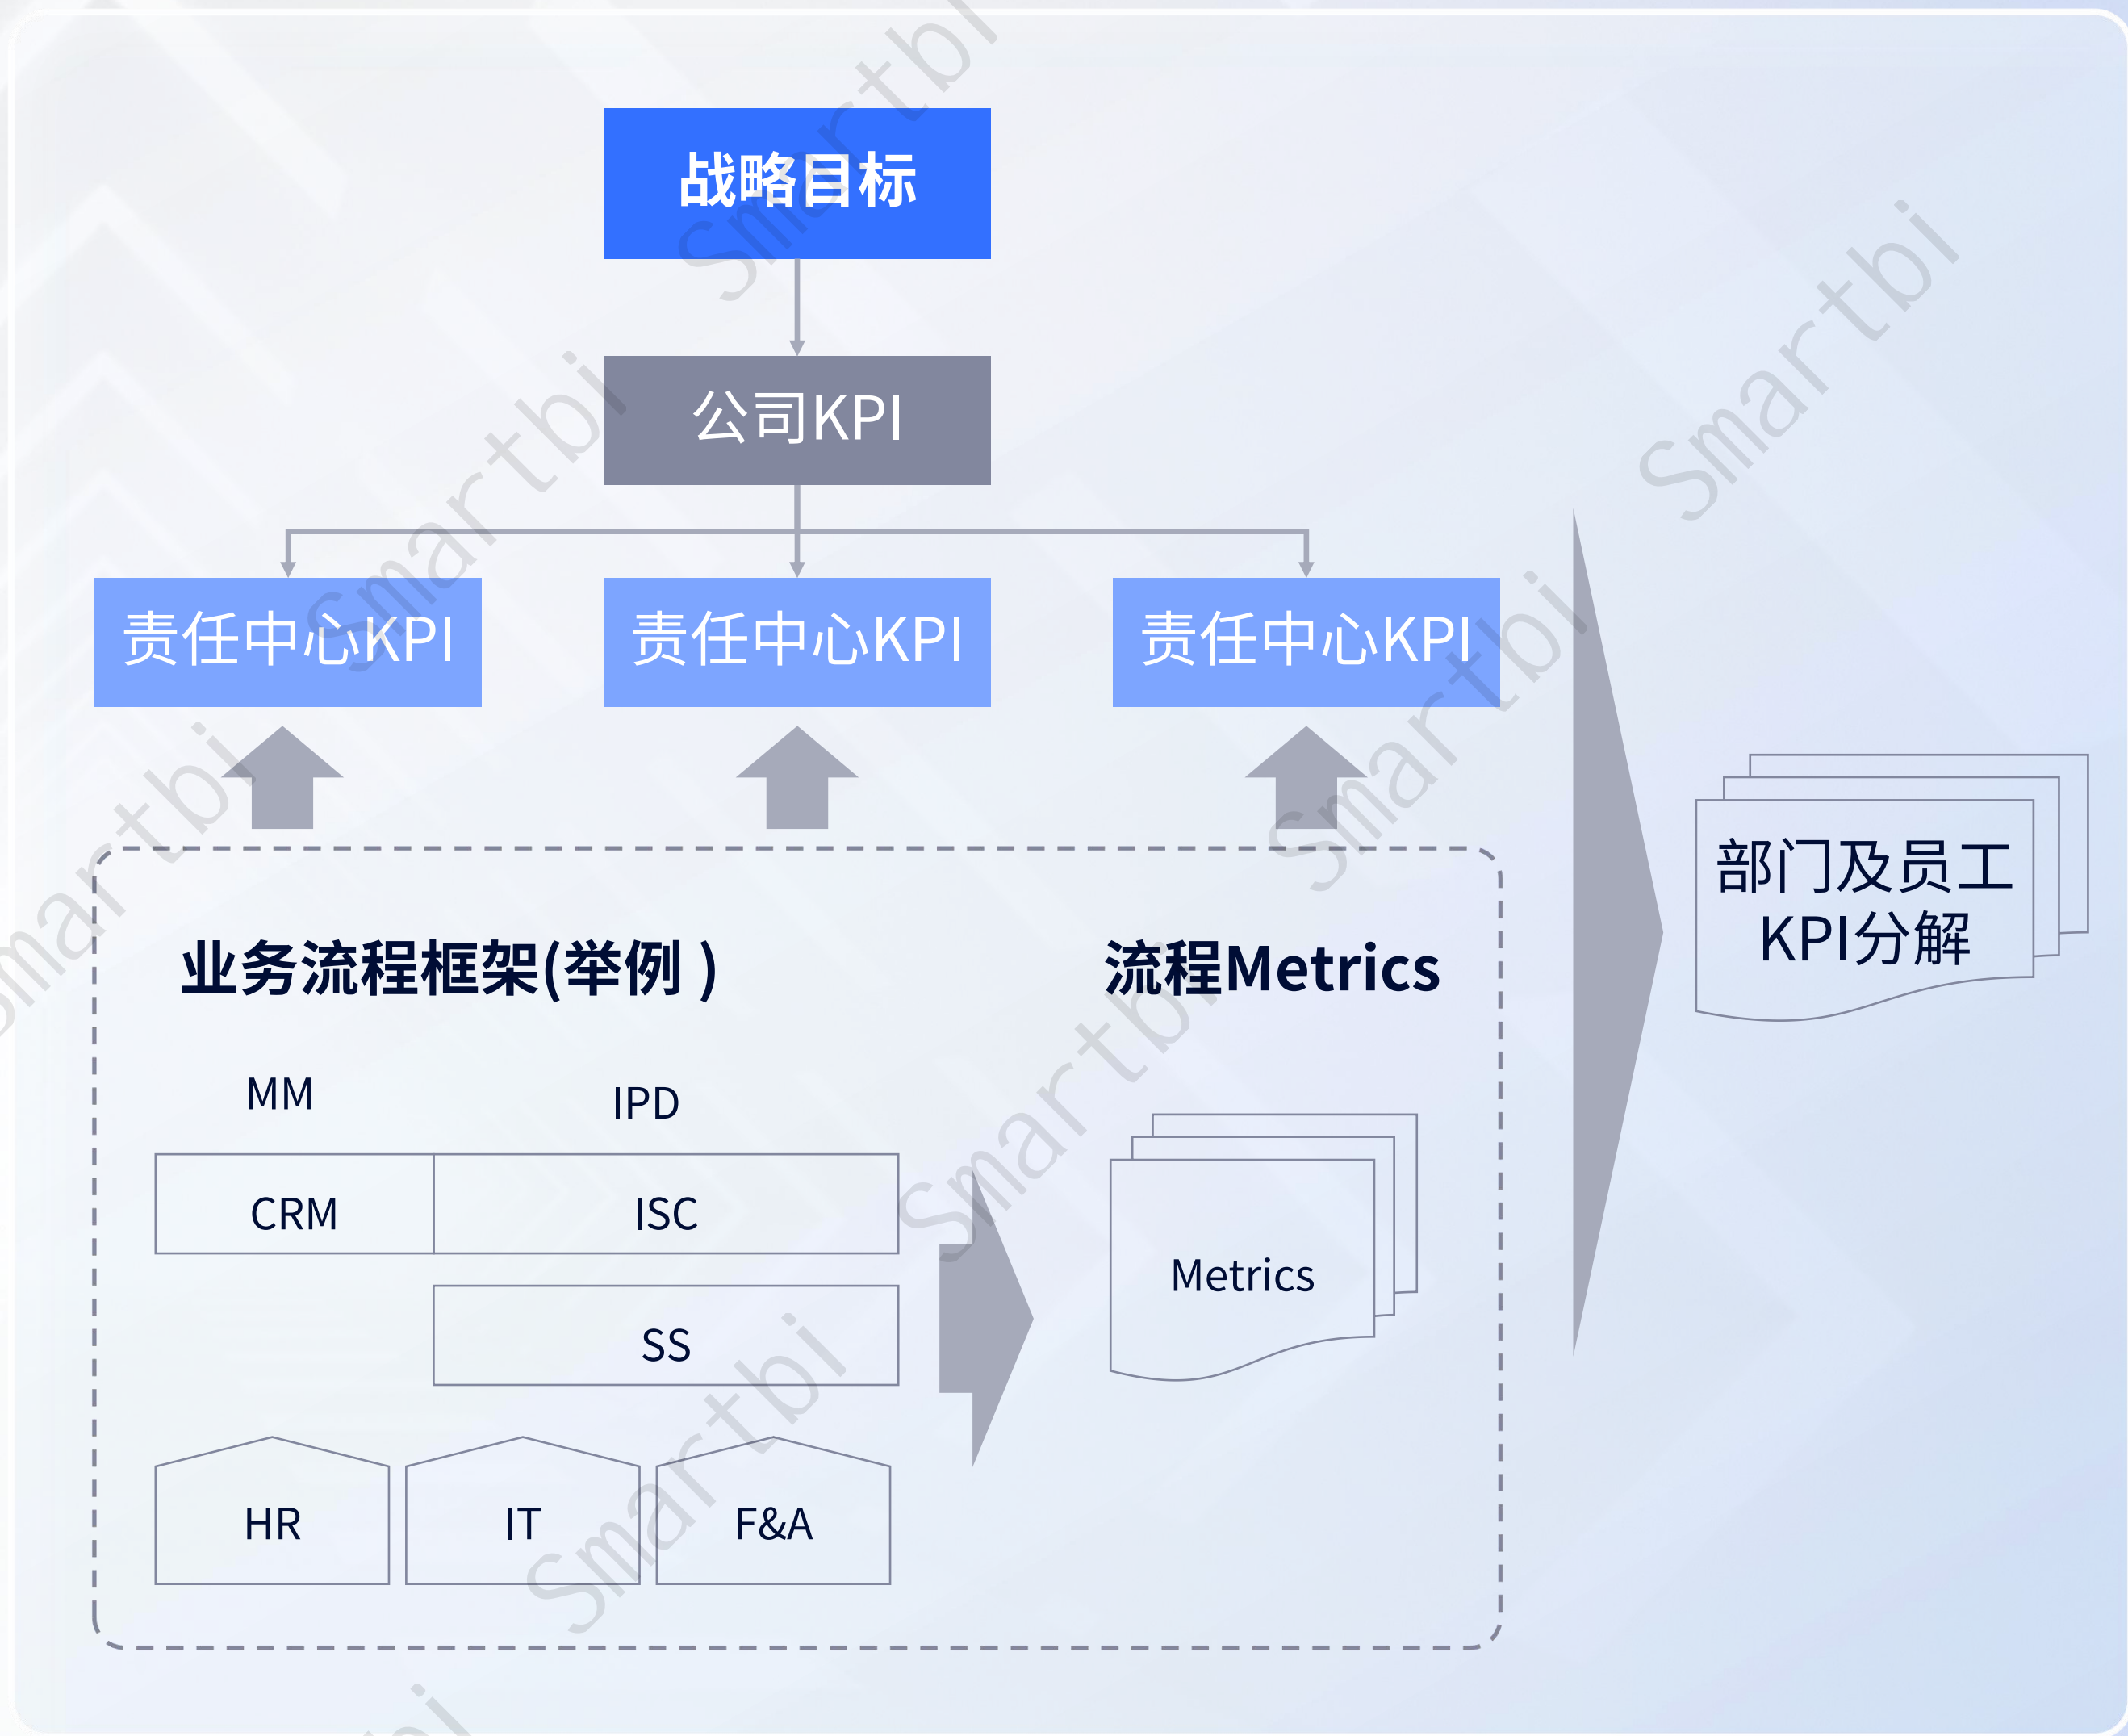 战略目标
公司KPI
责任中心KPI
责任中心KPI
责任中心KPI
部门及员工
KPI分解
业务流程框架(举例 )
流程Metrics
MM
IPD
CRM
ISC
SS
Metrics
HR
IT
F&A
Smartbi
Smartbi
Smartbi
Smartbi
Smartbi
Smartbi
Smartbi